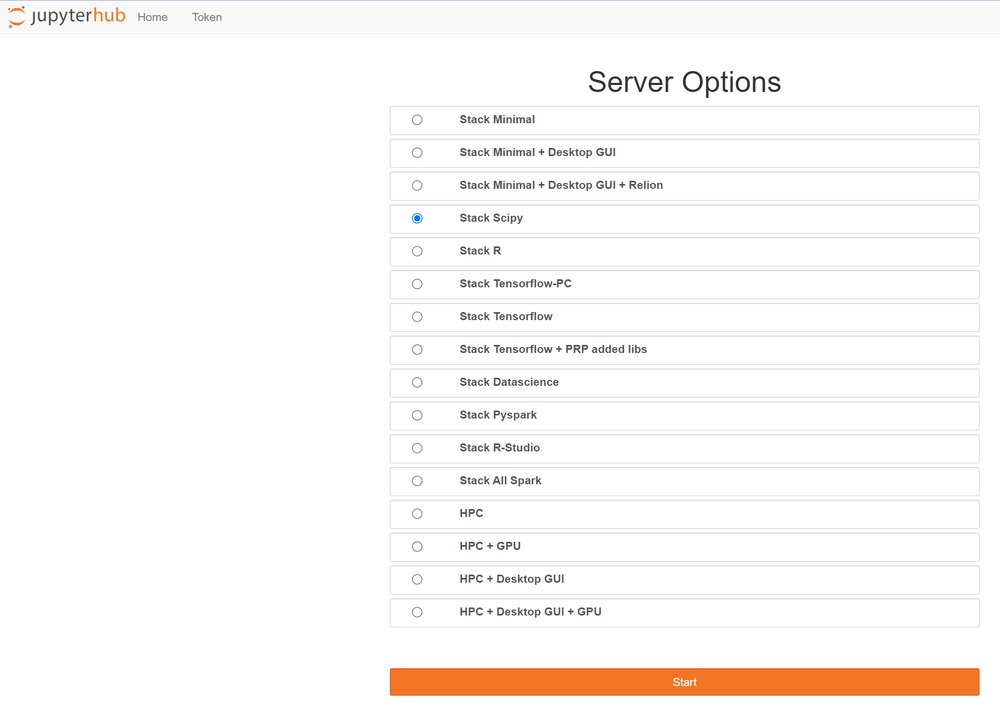 jupyterhub Home Token
Server Options
Stack Minimal
Stack Minimal + Desktop GUI
Stack Minimal + Desktop GUI + Relion
Stack Scipy
Stack R
Stack Tensorflow-PC
Stack Tensorflow
Stack Tensorflow + PRP added libs
Stack Datascience
Stack Pyspark
Stack R-Studio
Stack All Spark
HPC
HPC + GPU
HPC + Desktop GUI
HPC + Desktop GUI + GPU
Start